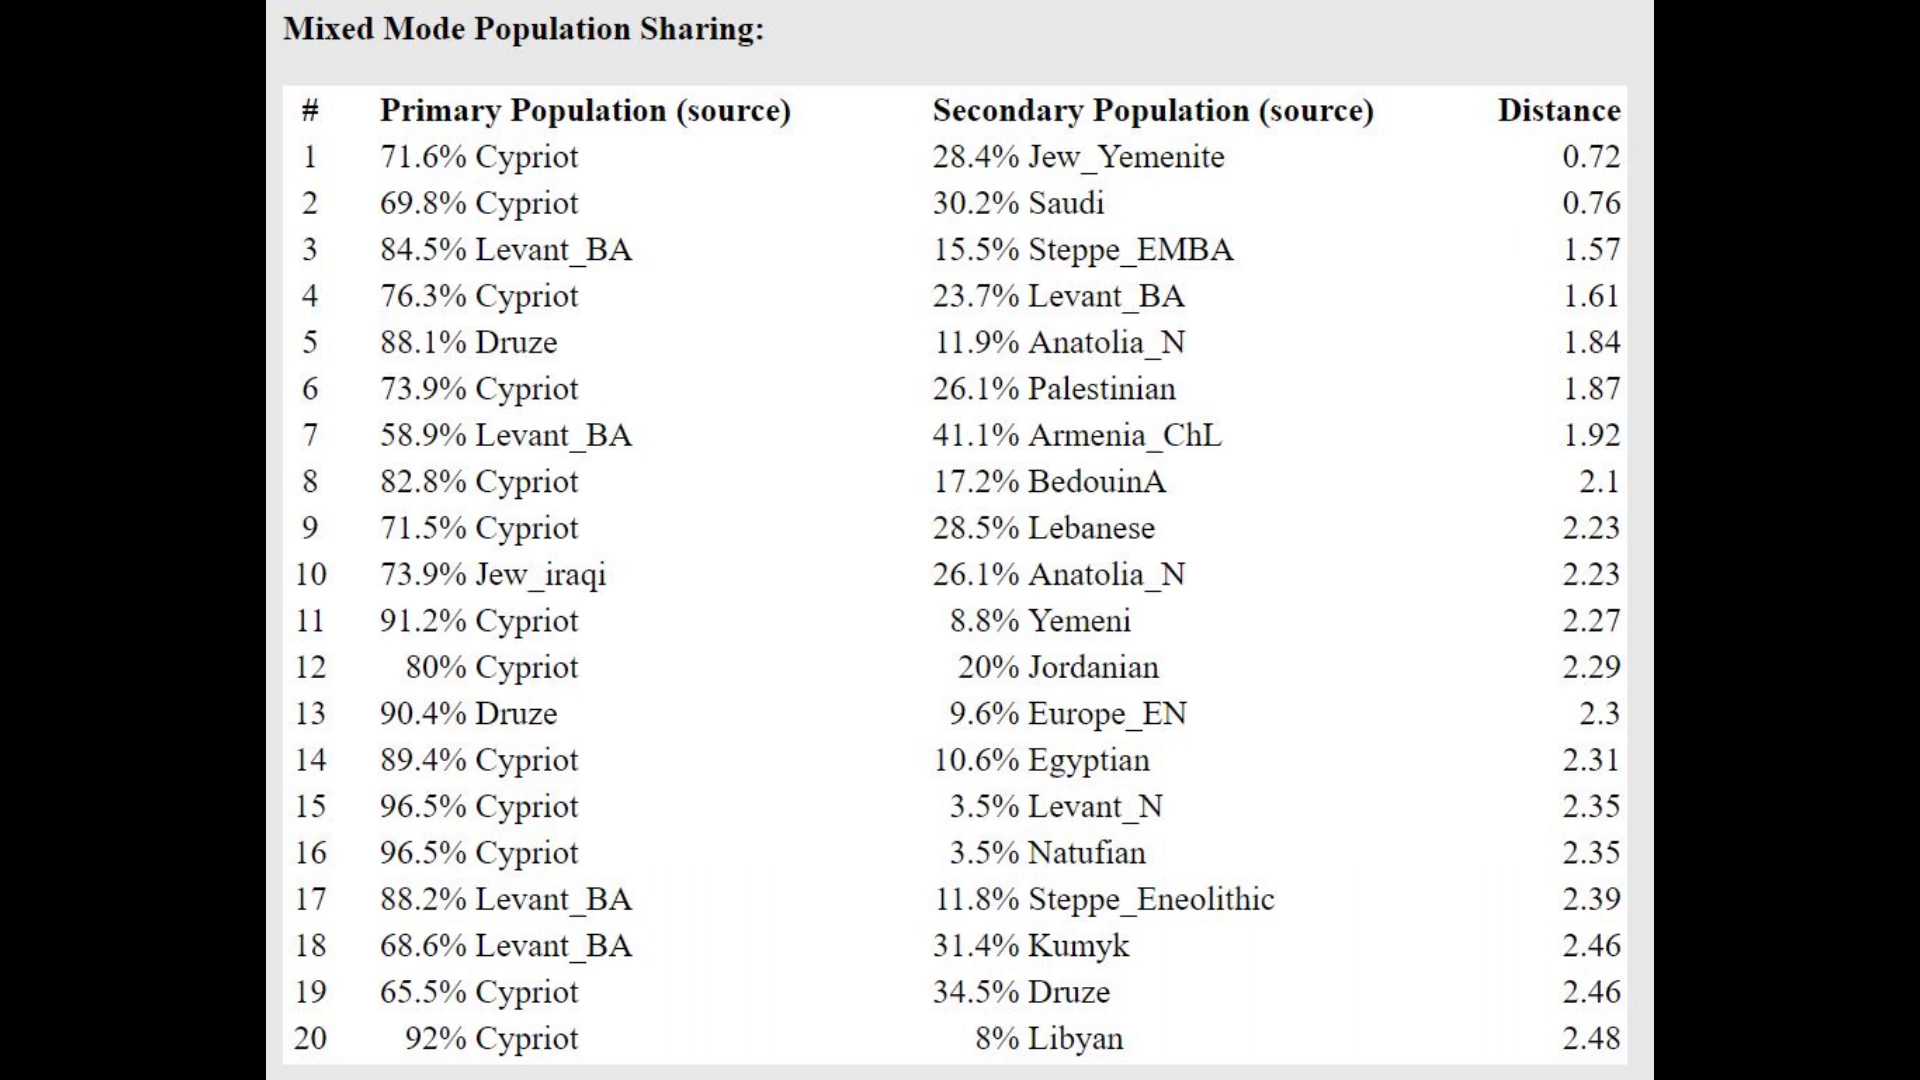 Mixed Mode Population Sharing:
# Primary Population (source) Secondary Population (source) Distance
1 71.6% Cypriot 28.4% Jew_Yemenite 0.72
2 69.8% Cypriot 30.2% Saudi 0.76
3 84.5% Levant_BA 15.5% Steppe_EMBA 1.57
4 76.3% Cypriot 23.7% Levant_BA 1.61
5 88.1% Druze 11.9% Anatolia_N 1.84
6 73.9% Cypriot 26.1% Palestinian 1.87
7 58.9% Levant_BA 41.1% Armenia_ChL 1.92
8 82.8% Cypriot 17.2% BedouinA 2.1
9 71.5% Cypriot 28.5% Lebanese 2.23
10 73.9% Jew_iraqi 26.1% Anatolia_N 2.23
11 91.2% Cypriot 8.8% Yemeni 2.27
12 80% Cypriot 20% Jordanian 2.29
13 90.4% Druze 9.6% Europe_EN 2.3
14 89.4% Cypriot 10.6% Egyptian 2.31
15 96.5% Cypriot 3.5% Levant_N 2.35
16 96.5% Cypriot 3.5% Natufian 2.35
17 88.2% Levant_BA 11.8% Steppe_Eneolithic 2.39
18 68.6% Levant_BA 31.4% Kumyk 2.46
19 65.5% Cypriot 34.5% Druze 2.46
20 92% Cypriot 8% Libyan 2.48